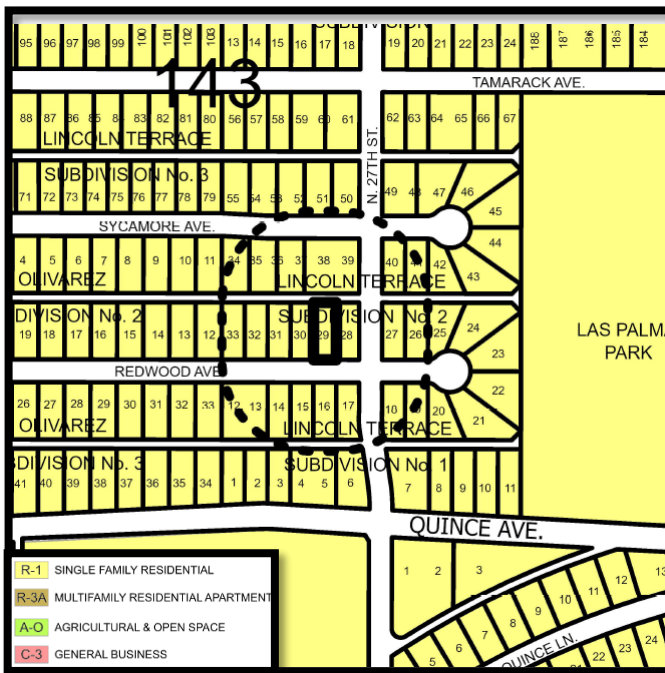 SUBDIVISION
95 96 97 98 99 100 101 102 103 13 14 15 16 17 18 19 20 21 22 23 24 188 187 186 185 184
143
TAMARACK AVE.
88 87 86 85 84 83 82 81 80 56 57 58 59 60 61 62 63 64 65 66 67
LINCOLN TERRACE
N. 27TH ST.
SUBDIVISION No. 3
71 72 73 74 75 76 77 78 79 55 54 53 52 51 50 49 48 47 46
45
SYCAMORE AVE.
44
4 5 6 7 8 9 10 11 34 35 36 37 38 39 40 41 42 43
OLIVAREZ LINCOLN TERRACE
DIVISION No. 2 SUBDIVISION No. 2
19 18 17 16 15 14 13 12 33 32 31 30 29 28 27 26 25 24
23
LAS PALMA
PARK
REDWOOD AVE
22
26 27 28 29 30 31 32 33 12 13 14 15 16 17 10 9 20 21
OLIVAREZ LINCOLN TERRACE
DIVISION No. 3 SUBDIVISION No. 1
41 40 39 38 37 36 35 34 1 2 3 4 5 6 7 8 9 10 11
QUINCE AVE.
1 2 3
5 6 7 8 9 10 11 12 13
QUINCE LN.
22 23 24
R-1 SINGLE FAMILY RESIDENTIAL
R-3A MULTIFAMILY RESIDENTIAL APARTMENT
A-O AGRICULTURAL & OPEN SPACE
C-3 GENERAL BUSINESS